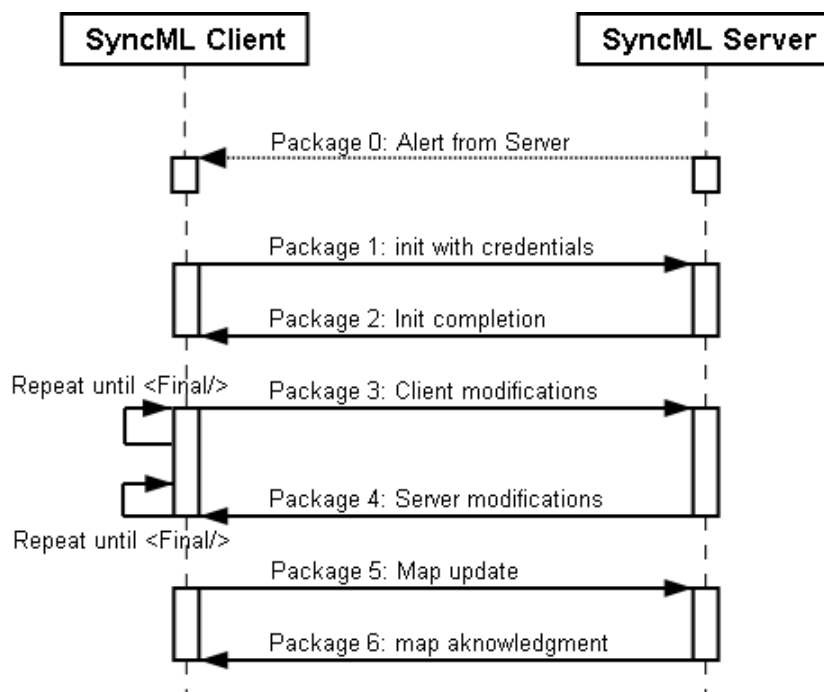 SyncML Client
SyncML Server
Package 0: Alert from Server
Package 1: init with credentials
Package 2: Init completion
Repeat until <Final/>
Package 3: Client modifications
Package 4: Server modifications
Repeat until <Final/>
Package 5: Map update
Package 6: map aknowledgment